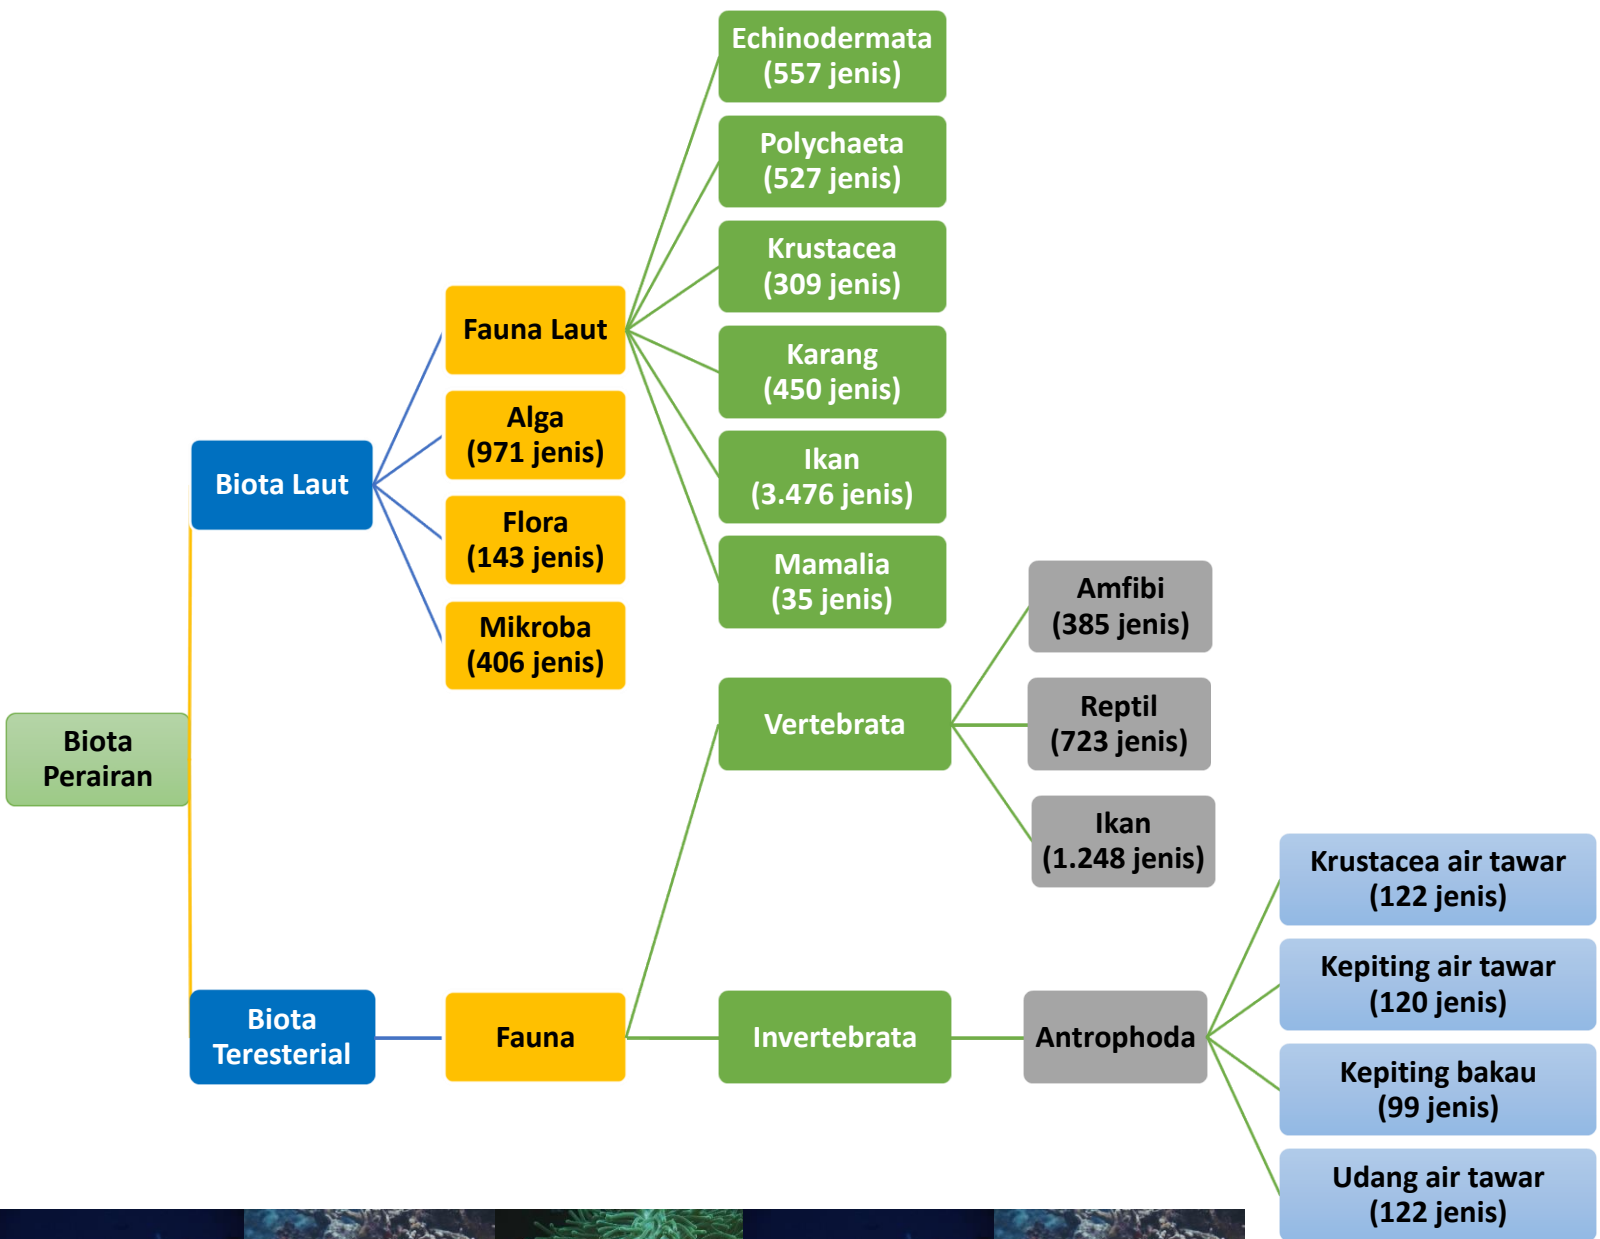 Echinodermata
(557 jenis)
Polychaeta
(527 jenis)
Krustacea
(309 jenis)
Fauna Laut
Karang
(450 jenis)
Alga
(971 jenis)
Ikan
(3.476 jenis)
Biota Laut
Flora
(143 jenis)
Mamalia
(35 jenis)
Mikroba
(406 jenis)
Amfibi
(385 jenis)
Vertebrata
Reptil
(723 jenis)
Biota
Perairan
Ikan
(1.248 jenis)
Krustacea air tawar
(122 jenis)
Kepiting air tawar
(120 jenis)
Biota
Teresterial
Fauna
Invertebrata
Antrophoda
Kepiting bakau
(99 jenis)
Udang air tawar
(122 jenis)